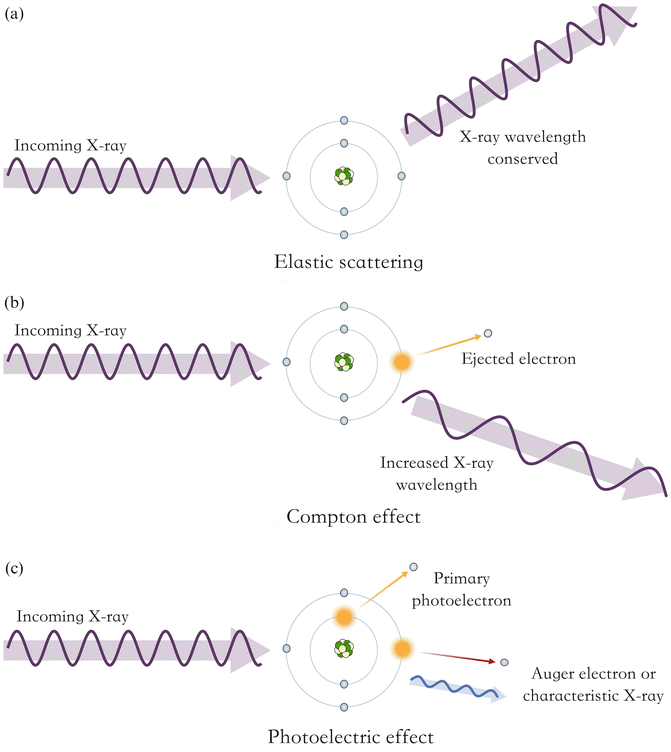 (a)
Incoming X-ray
X-ray wavelength
conserved
Elastic scattering
(b)
Incoming X-ray
Ejected electron
Increased X-ray
wavelength
Compton effect
(c)
Incoming X-ray
Primary
photoelectron
Auger electron or
characteristic X-ray
Photoelectric effect